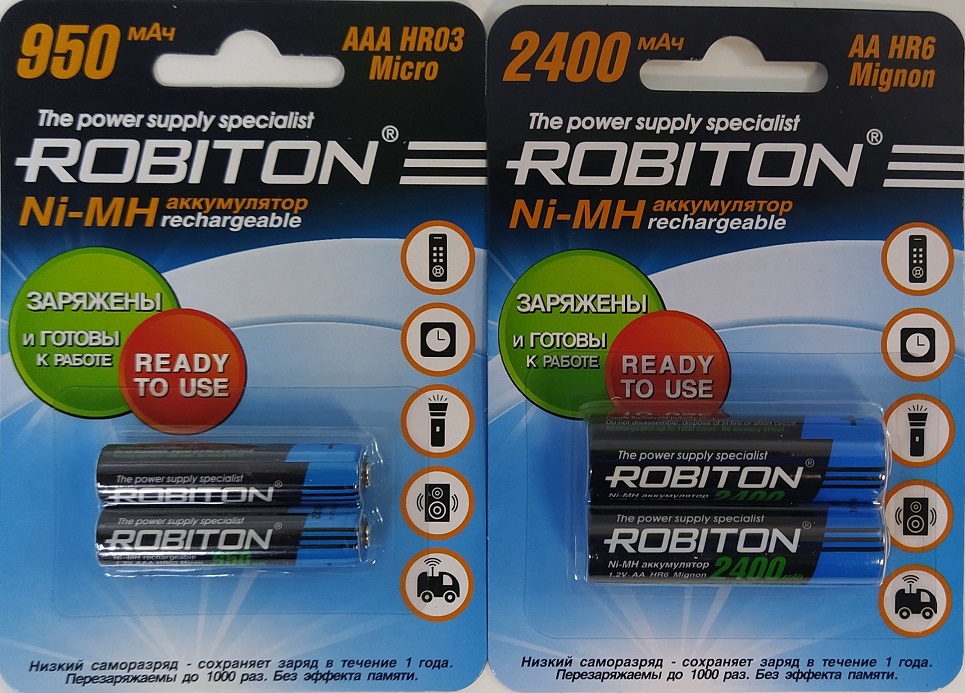 950 мАч
AAA HR03
Micro
The power supply specialist
ROBITON®
Ni-MH аккумулятор
rechargeable
ЗАРЯЖЕНЫ
И ГОТОВЫ
К РАБОТЕ
READY
TO USE
The power supply specialist
ROBITON®
The power supply specialist
ROBITON®
Ni-MH rechargeable
950
Низкий саморазряд - сохраняет заряд в течение 1 года.
Перезаряжаемы до 1000 раз. Без эффекта памяти.
2400 мАч
AA HR6
Mignon
The power supply specialist
ROBITON®
Ni-MH аккумулятор
rechargeable
ЗАРЯЖЕНЫ
И ГОТОВЫ
К РАБОТЕ
READY
TO USE
The power supply specialist
ROBITON®
Ni-MH аккумулятор 2400
The power supply specialist
ROBITON®
Ni-MH аккумулятор
1.2V AA HR6 Mignon 2400
Низкий саморазряд - сохраняет заряд в течение 1 года.
Перезаряжаемы до 1000 раз. Без эффекта памяти.